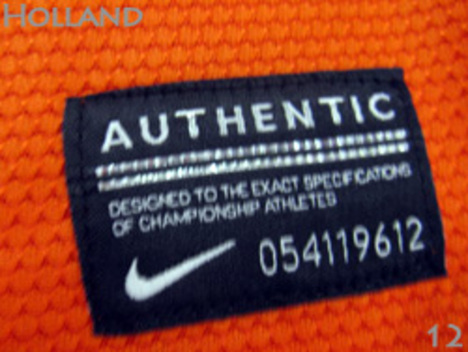 HOLLAND
AUTHENTIC
DESIGNED TO THE EXACT SPECIFICATIONS
OF CHAMPIONSHIP ATHLETES
054119612
12